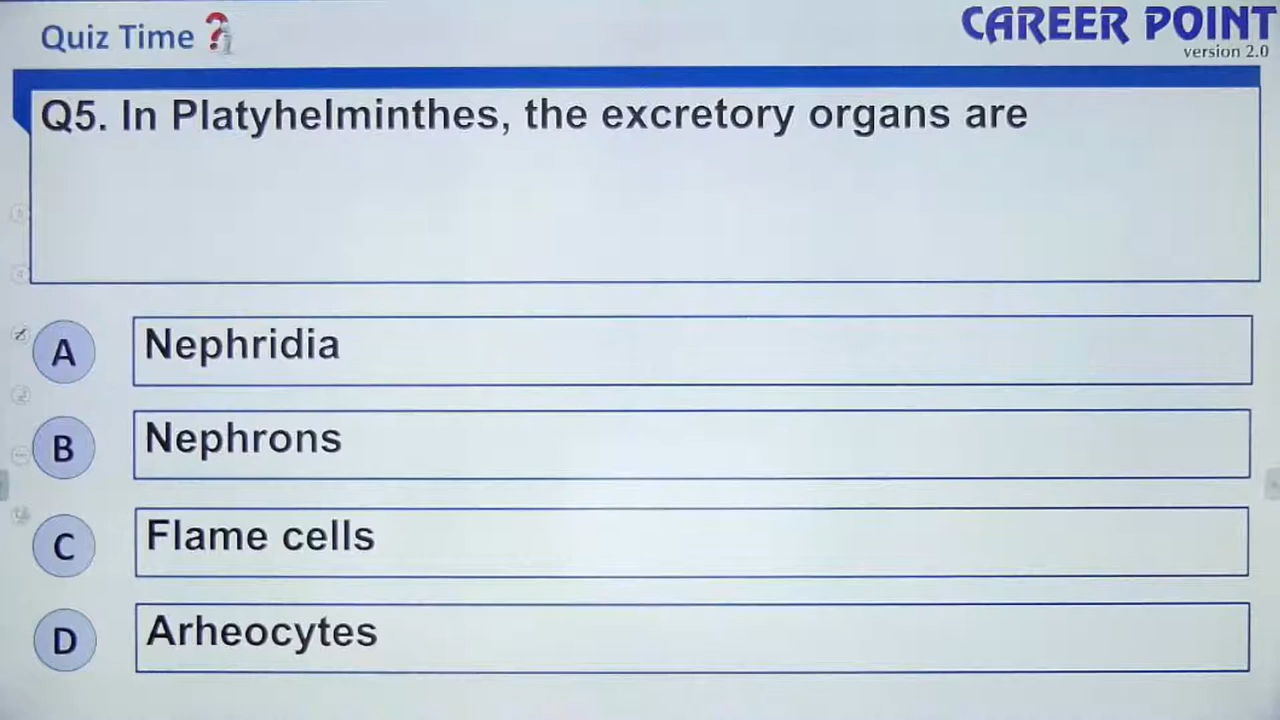 Quiz Time ?
CAREER POINT
version 2.0
Q5. In Platyhelminthes, the excretory organs are
A Nephridia
B Nephrons
C Flame cells
D Arheocytes